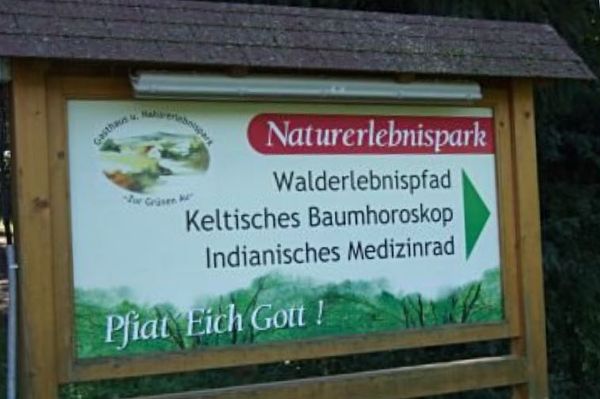 Gasthaus u. Naturerlebnispark
"Zur Grünen Au"
Naturerlebnispark
Walderlebnispfad
Keltisches Baumhoroskop
Indianisches Medizinrad
Pfiat Eich Gott !